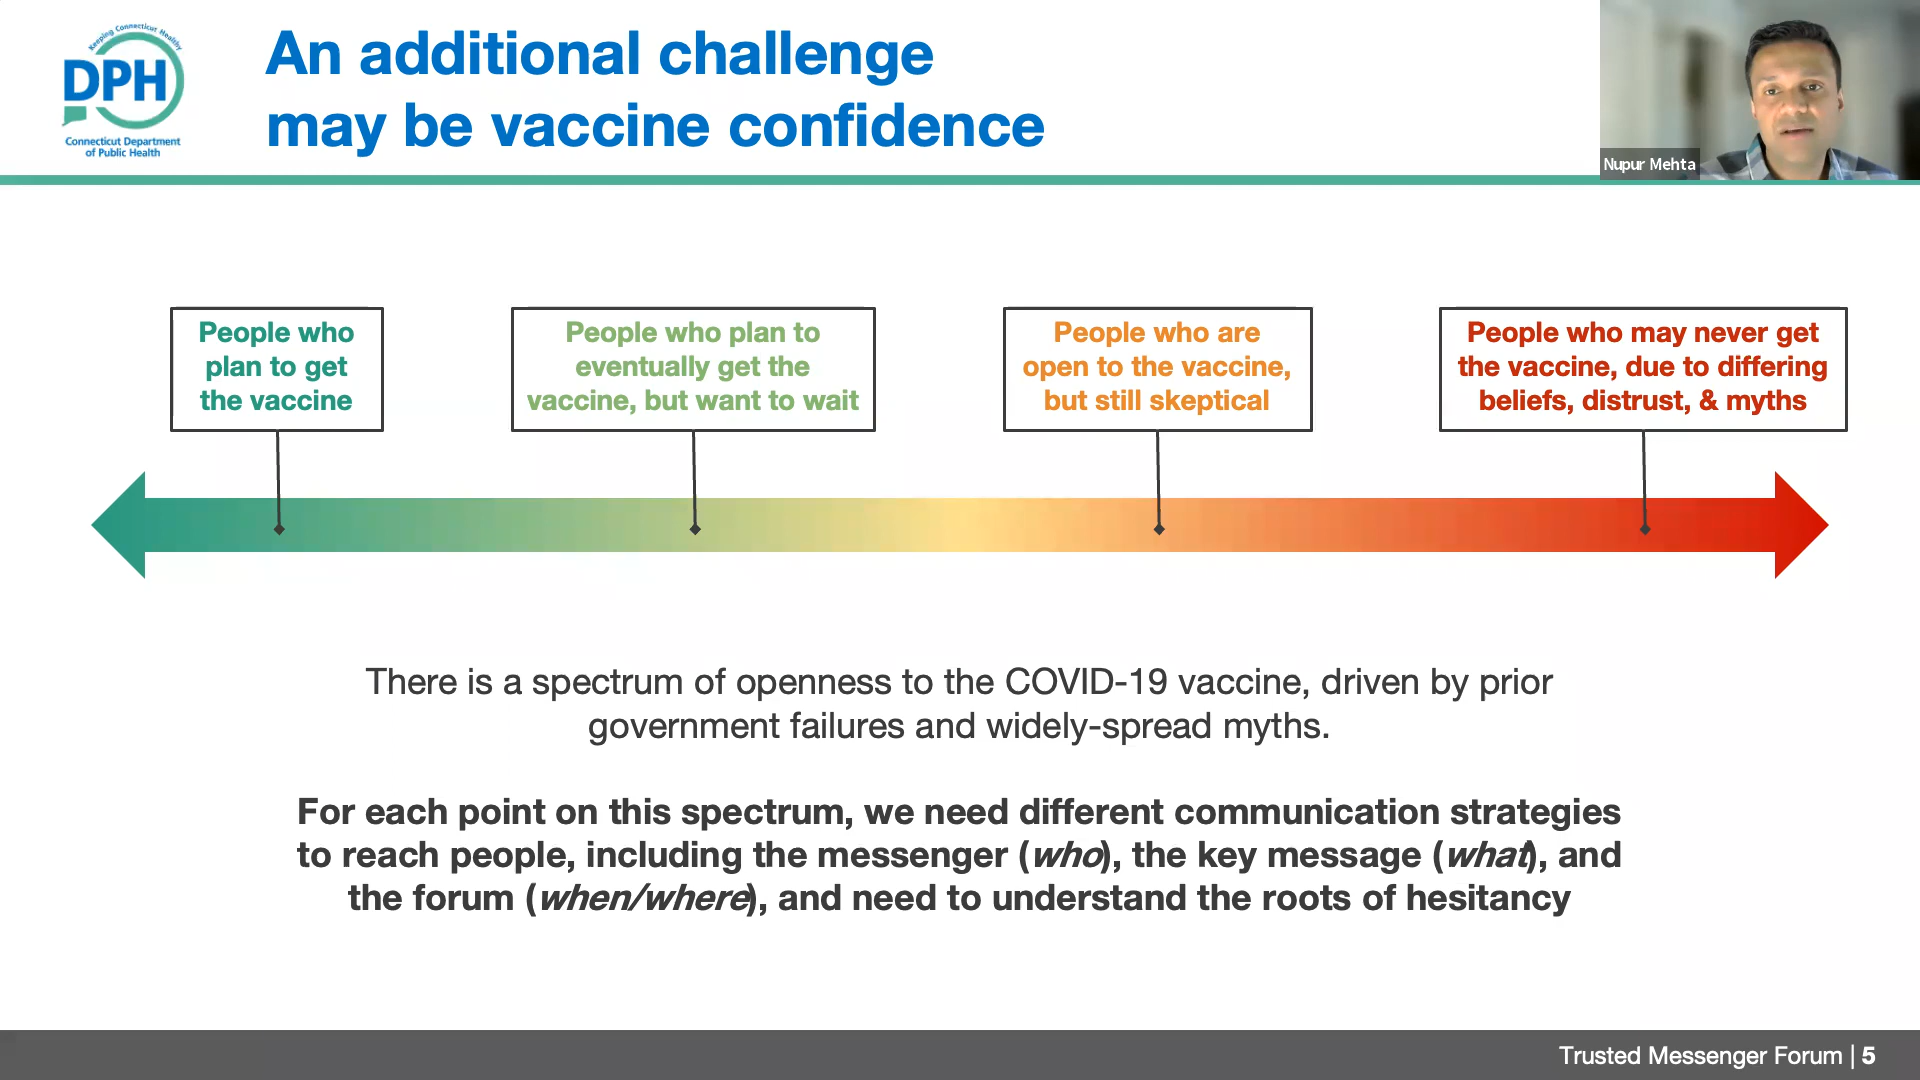 Keeping Connecticut Healthy
DPH
Connecticut Department
of Public Health
An additional challenge
may be vaccine confidence
Nupur Mehta
People who
plan to get
the vaccine
People who plan to
eventually get the
vaccine, but want to wait
People who are
open to the vaccine,
but still skeptical
People who may never get
the vaccine, due to differing
beliefs, distrust, & myths
There is a spectrum of openness to the COVID-19 vaccine, driven by prior
government failures and widely-spread myths.
For each point on this spectrum, we need different communication strategies
to reach people, including the messenger (who), the key message (what), and
the forum (when/where), and need to understand the roots of hesitancy
Trusted Messenger Forum | 5